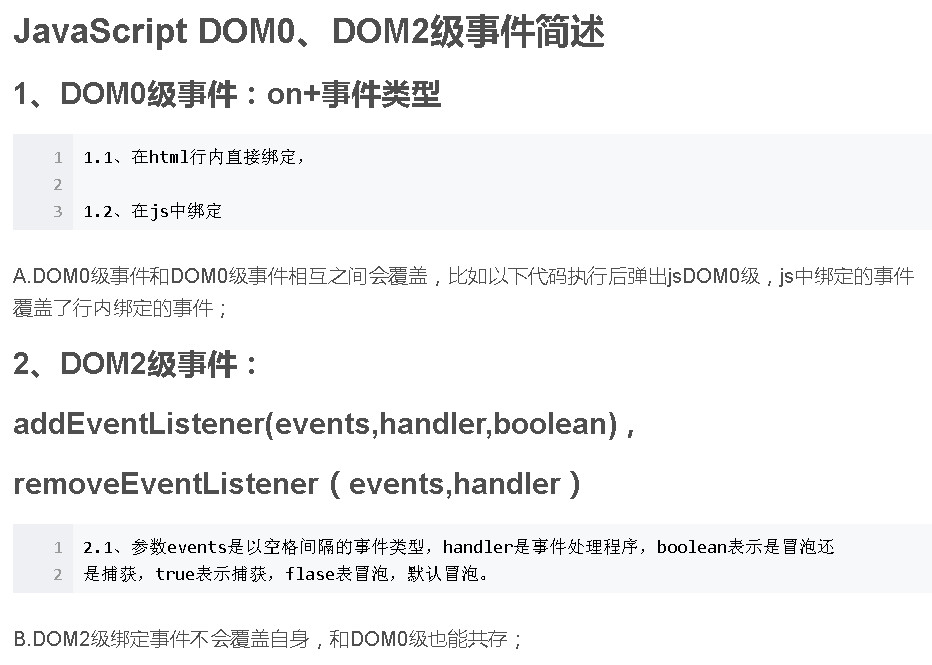 JavaScript DOM0、DOM2级事件简述
1、DOM0级事件：on+事件类型
1 1.1、在html行内直接绑定，
2
3 1.2、在js中绑定
A.DOM0级事件和DOM0级事件相互之间会覆盖，比如以下代码执行后弹出jsDOM0级，js中绑定的事件
覆盖了行内绑定的事件；
2、DOM2级事件：
addEventListener(events,handler,boolean)，
removeEventListener（events,handler）
1 2.1、参数events是以空格间隔的事件类型，handler是事件处理程序，boolean表示是冒泡还
2 是捕获，true表示捕获，flase表冒泡，默认冒泡。
B.DOM2级绑定事件不会覆盖自身，和DOM0级也能共存；